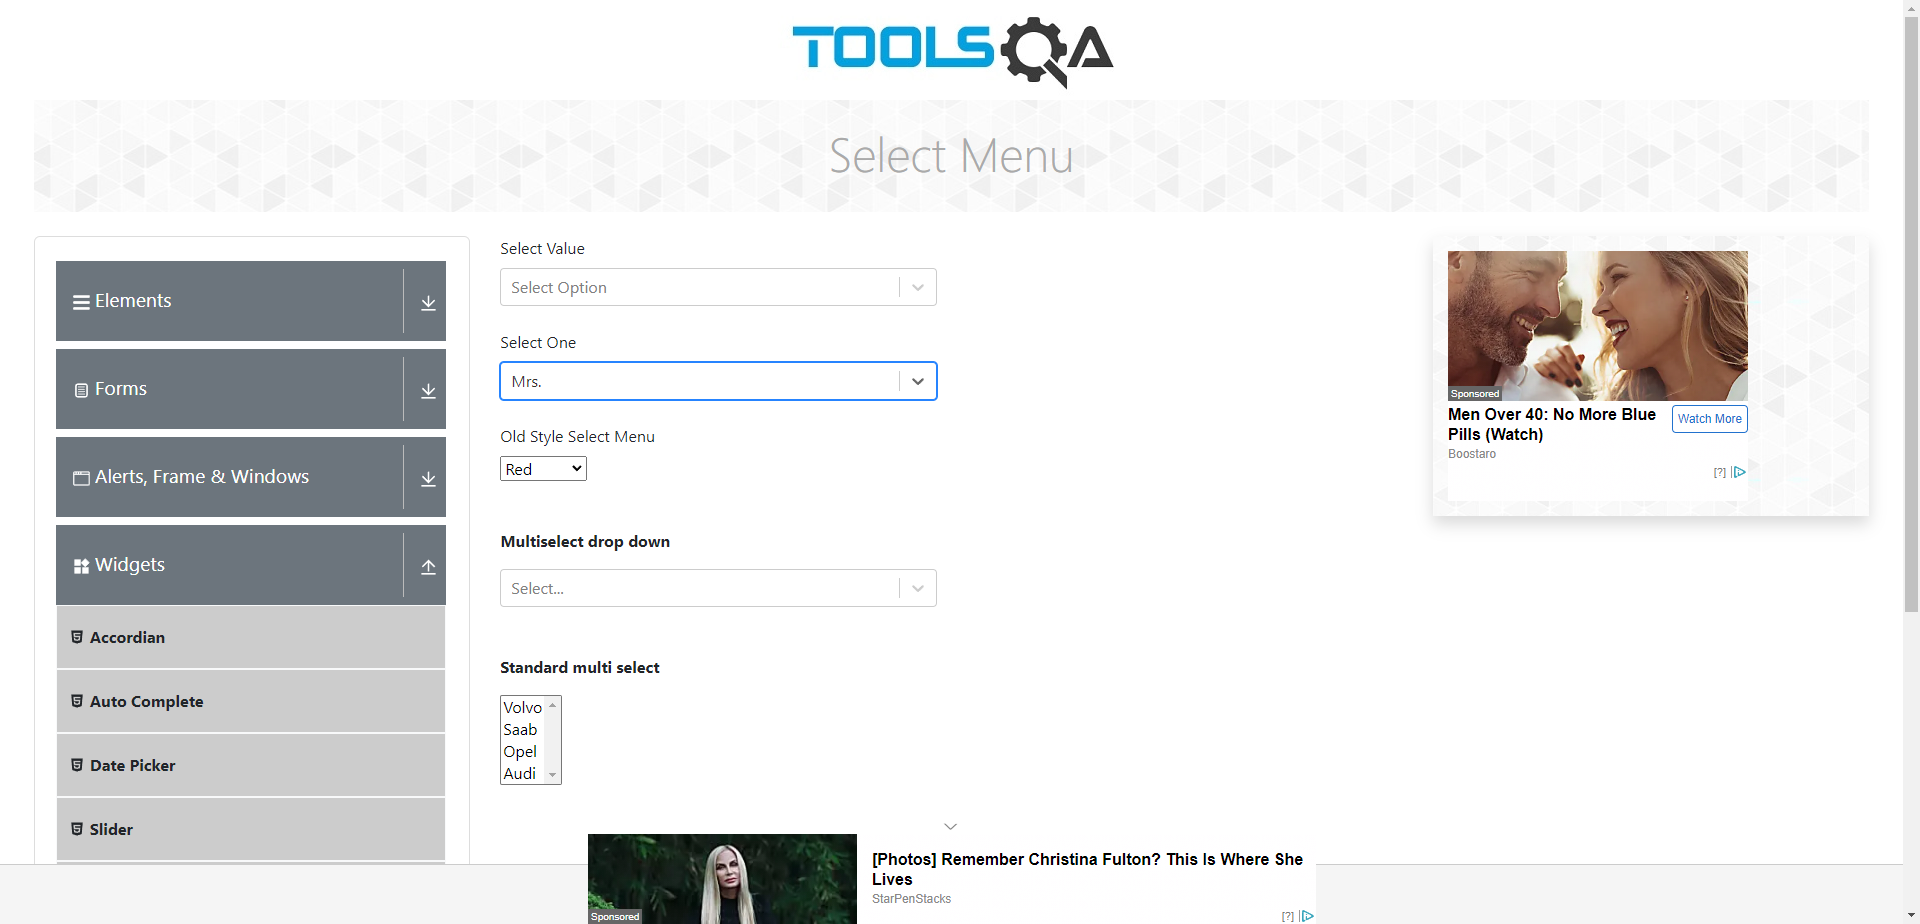 TOOLSQA
Select Menu
Elements
Forms
Alerts, Frame & Windows
Widgets
Accordian
Auto Complete
Date Picker
Slider
Select Value
Select Option
Select One
Mrs.
Old Style Select Menu
Red
Multiselect drop down
Select...
Standard multi select
Volvo
Saab
Opel
Audi
Sponsored
Men Over 40: No More Blue
Pills (Watch)
Watch More
Boostaro
[?]
[Photos] Remember Christina Fulton? This Is Where She
Lives
StarPenStacks
Sponsored
[?]